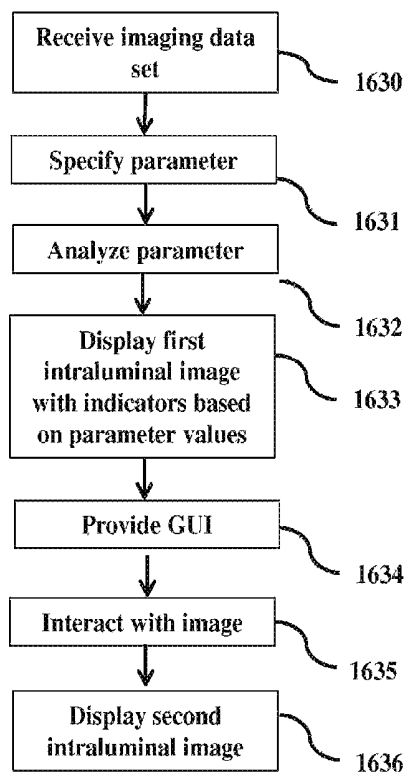 Receive imaging data
set
1630
Specify parameter
1631
Analyze parameter
1632
Display first
intraluminal image
with indicators based
on parameter values
1633
Provide GUI
1634
Interact with image
1635
Display second
intraluminal image
1636